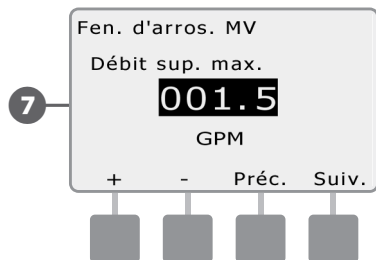 Fen. d'arros. MV
Débit sup. max.
7
001.5
GPM
+ - Préc. Suiv.